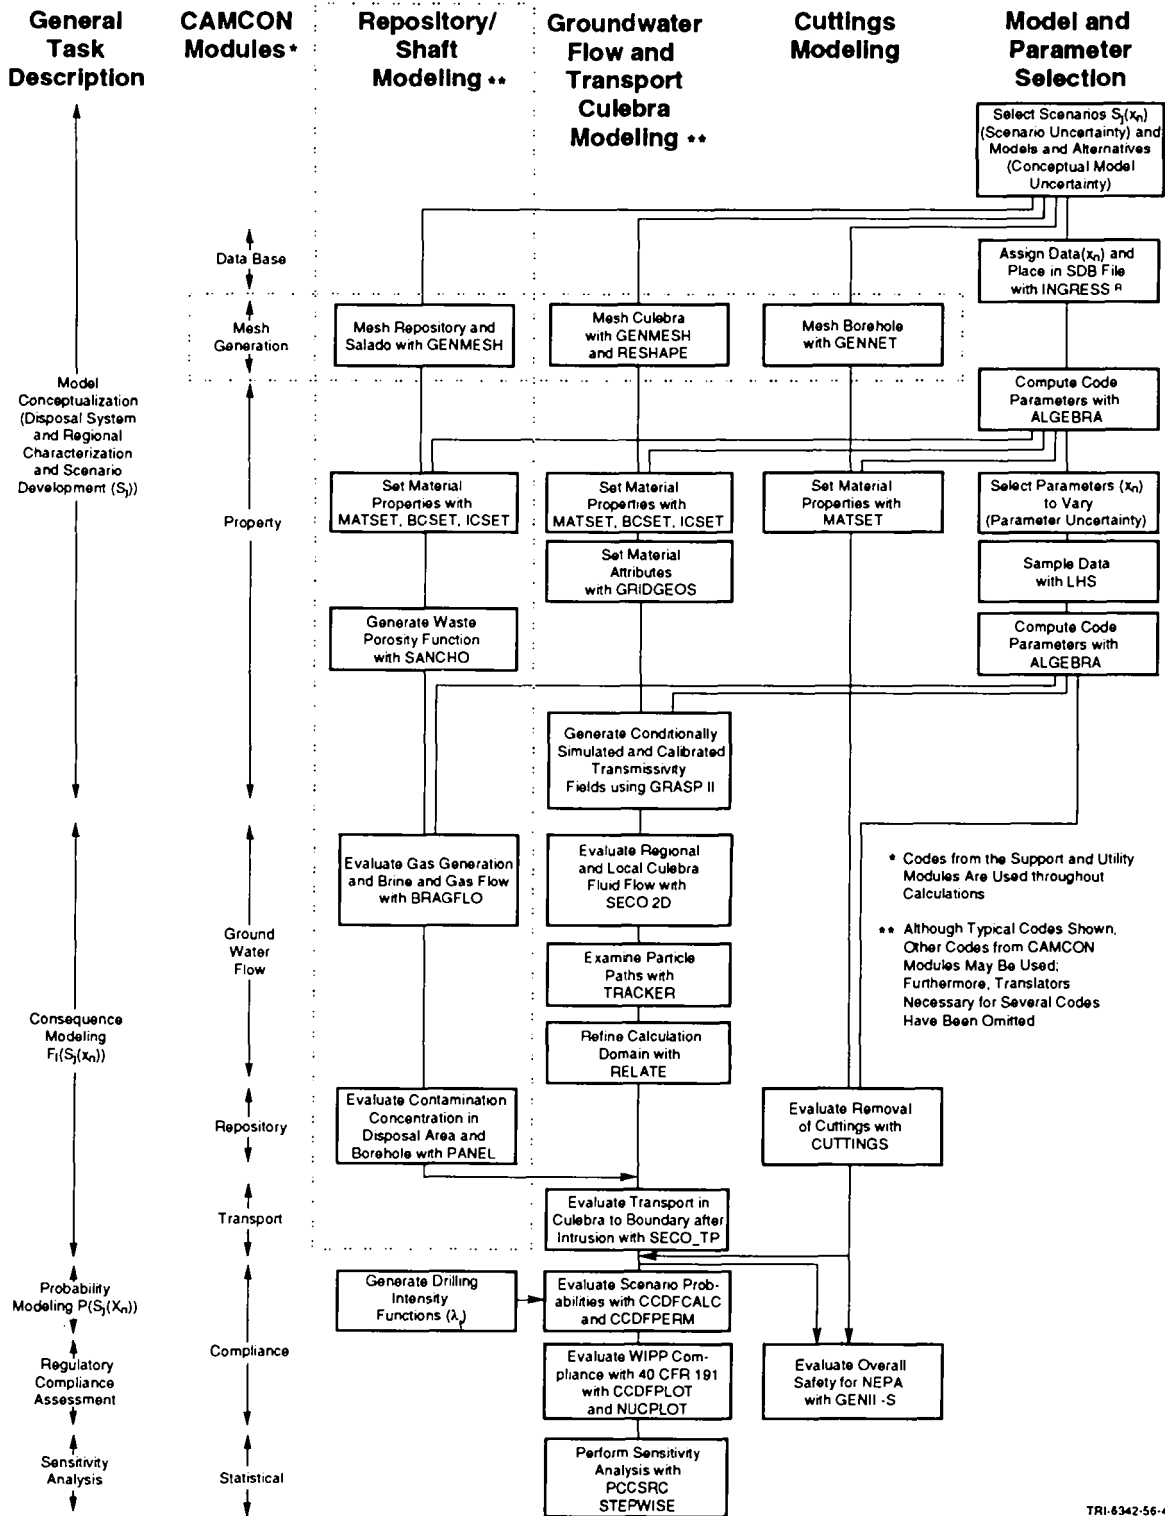 General
Task
Description
CAMCON
Modules *
Repository/
Shaft
Modeling **
Groundwater
Flow and
Transport
Culebra
Modeling **
Cuttings
Modeling
Model and
Parameter
Selection
Select Scenarios Sj(xn)
(Scenario Uncertainty) and
Models and Alternatives
(Conceptual Model
Uncertainty)
Data Base
Assign Data(xn) and
Place in SDB File
with INGRESS R
Mesh
Generation
Mesh Repository and
Salado with GENMESH
Mesh Culebra
with GENMESH
and RESHAPE
Mesh Borehole
with GENNET
Model
Conceptualization
(Disposal System
and Regional
Characterization
and Scenario
Development (Sj))
Compute Code
Parameters with
ALGEBRA
Property
Set Material
Properties with
MATSET, BCSET, ICSET
Set Material
Properties with
MATSET, BCSET, ICSET
Set Material
Properties with
MATSET
Select Parameters (xn)
to Vary
(Parameter Uncertainty)
Set Material
Attributes
with GRIDGEOS
Sample Data
with LHS
Generate Waste
Porosity Function
with SANCHO
Compute Code
Parameters with
ALGEBRA
Generate Conditionally
Simulated and Calibrated
Transmissivity
Fields using GRASP II
Evaluate Gas Generation
and Brine and Gas Flow
with BRAGFLO
Evaluate Regional
and Local Culebra
Fluid Flow with
SECO 2D
* Codes from the Support and Utility
Modules Are Used throughout
Calculations
** Although Typical Codes Shown,
Other Codes from CAMCON
Modules May Be Used;
Furthermore, Translators
Necessary for Several Codes
Have Been Omitted
Ground
Water
Flow
Examine Particle
Paths with
TRACKER
Consequence
Modeling
Fl(Sj(xn))
Refine Calculation
Domain with
RELATE
Repository
Evaluate Contamination
Concentration in
Disposal Area and
Borehole with PANEL
Evaluate Removal
of Cuttings with
CUTTINGS
Transport
Evaluate Transport in
Culebra to Boundary after
Intrusion with SECO_TP
Probability
Modeling P(Sj(Xn))
Generate Drilling
Intensity
Functions (λ)
Evaluate Scenario Prob-
abilities with CCDFCALC
and CCDFPERM
Compliance
Regulatory
Compliance
Assessment
Evaluate WIPP Com-
pliance with 40 CFR 191
with CCDFPLOT
and NUCPLOT
Evaluate Overall
Safety for NEPA
with GENII -S
Sensitivity
Analysis
Statistical
Perform Sensitivity
Analysis with
PCCSRC
STEPWISE
TRI-6342-56-4